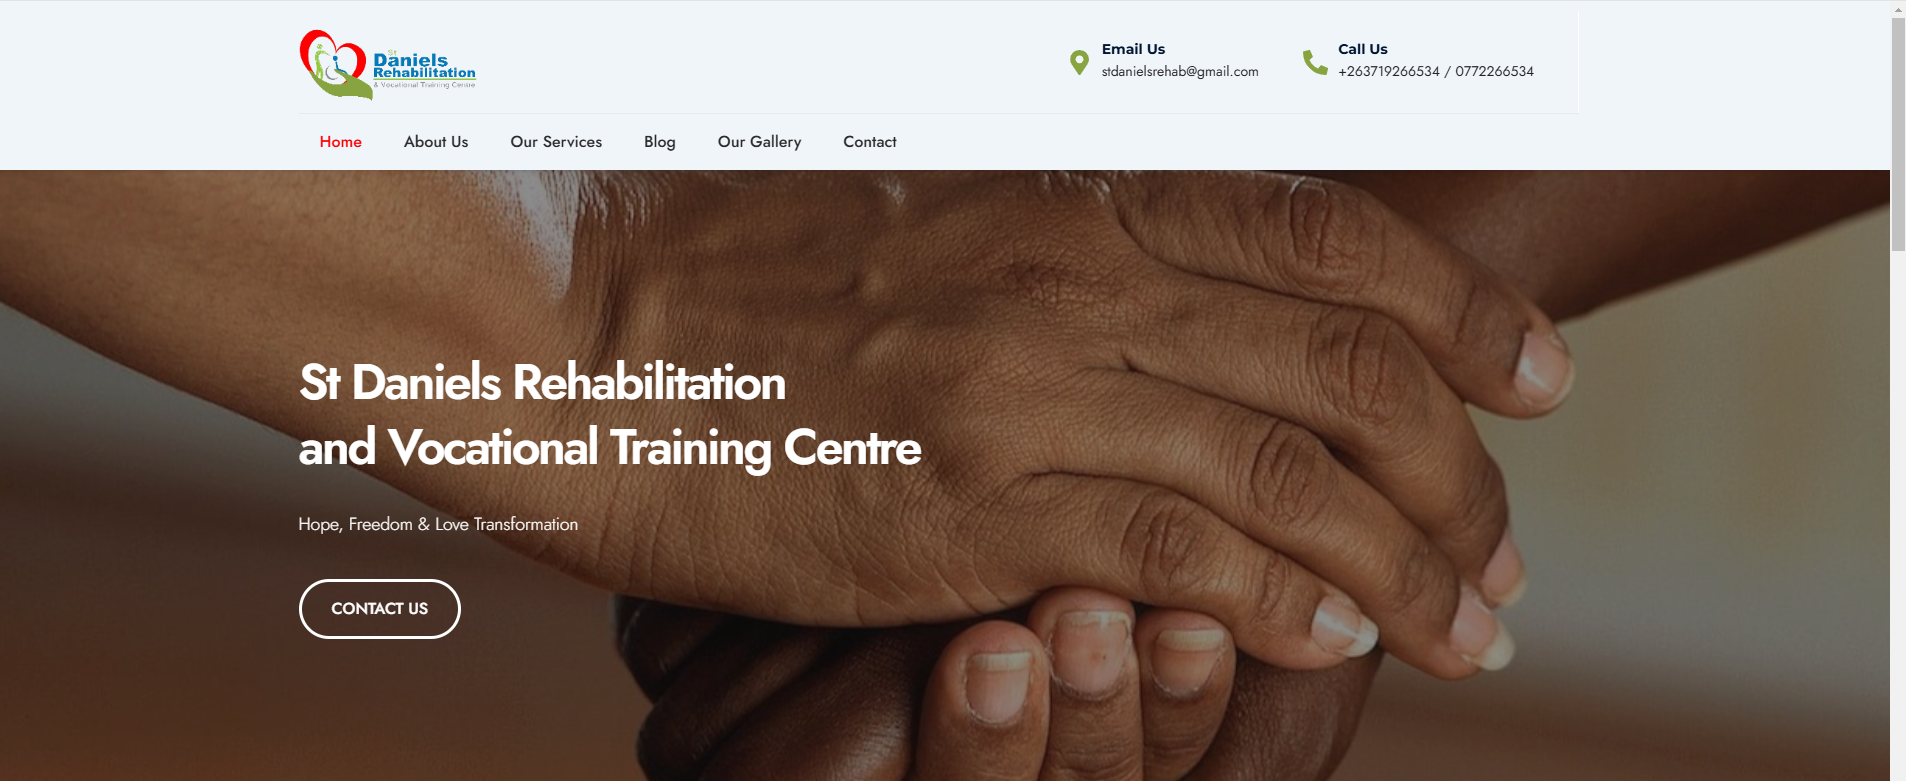 St
Daniels
Rehabilitation
& Vocational Training Centre
Email Us
stdanielsrehab@gmail.com
Call Us
+263719266534 / 0772266534
Home
About Us
Our Services
Blog
Our Gallery
Contact
St Daniels Rehabilitation
and Vocational Training Centre
Hope, Freedom & Love Transformation
CONTACT US